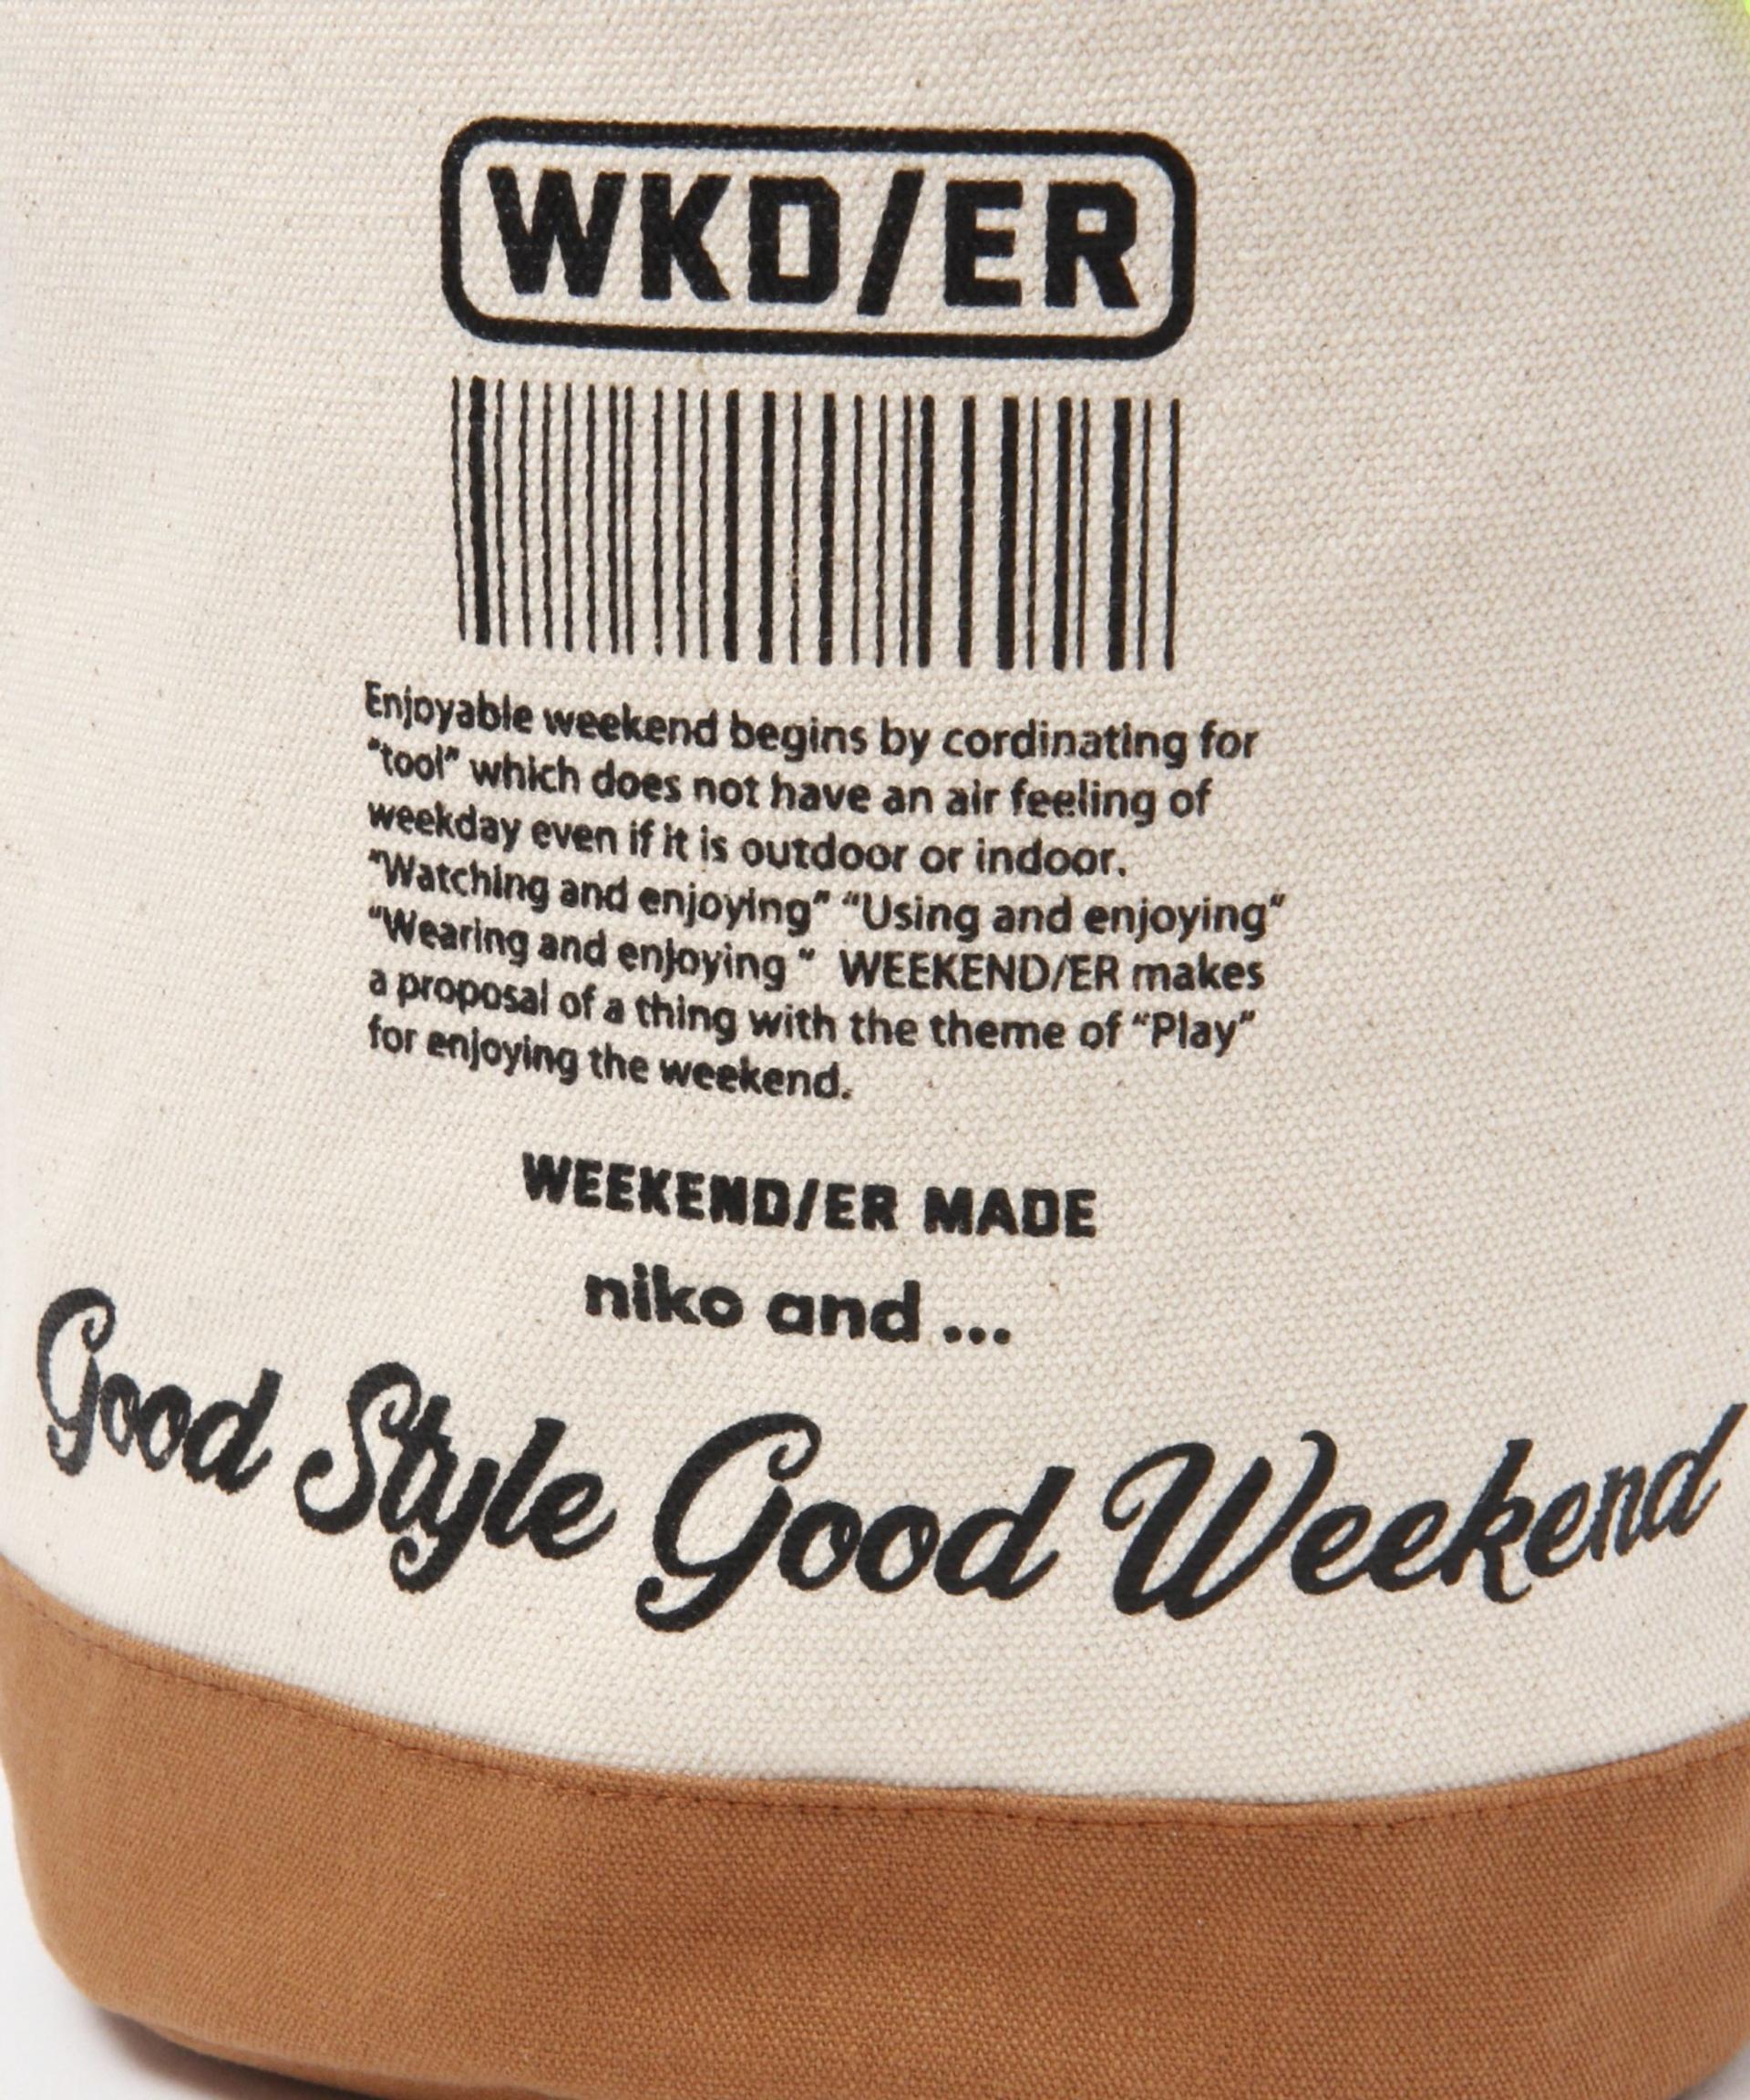 WKD/ER
Enjoyable weekend begins by cordinating for
“tool” which does not have an air feeling of
weekday even if it is outdoor or indoor.
“Watching and enjoying” “Using and enjoying”
“Wearing and enjoying ” WEEKEND/ER makes
a proposal of a thing with the theme of “Play”
for enjoying the weekend.
WEEKEND/ER MADE
niko and ...
Good Style Good Weekend